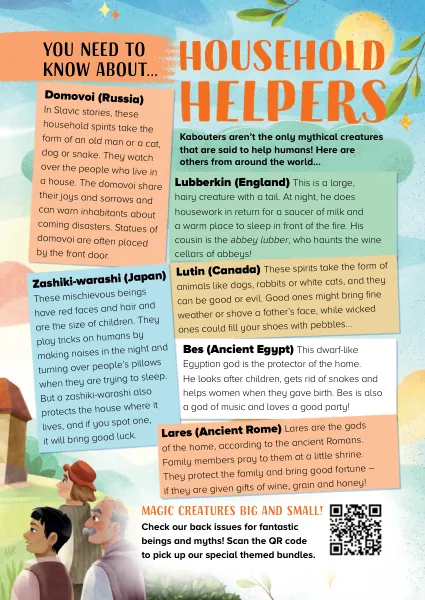 YOU NEED TO
KNOW ABOUT...
HOUSEHOLD
HELPERS
Kabouters aren't the only mythical creatures
that are said to help humans! Here are
others from around the world...
Domovoi (Russia)
In Slavic stories, these
household spirits take the
form of an old man or a cat,
dog or snake. They watch
over the people who live in
a house. The domovoi share
their joys and sorrows and
can warn inhabitants about
coming disasters. Statues of
domovoi are often placed
by the front door.
Lubberkin (England) This is a large,
hairy creature with a tail. At night, he does
housework in return for a saucer of milk and
a warm place to sleep in front of the fire. His
cousin is the abbey lubber, who haunts the wine
cellars of abbeys!
Zashiki-warashi (Japan)
These mischievous beings
have red faces and hair and
are the size of children. They
play tricks on humans by
making noises in the night and
turning over people's pillows
when they are trying to sleep.
But a zashiki-warashi also
protects the house where it
lives, and if you spot one,
it will bring good luck.
Lutin (Canada) These spirits take the form of
animals like dogs, rabbits or white cats, and they
can be good or evil. Good ones might bring fine
weather or shave a father's face, while wicked
ones could fill your shoes with pebbles...
Bes (Ancient Egypt) This dwarf-like
Egyptian god is the protector of the home.
He looks after children, gets rid of snakes and
helps women when they gave birth. Bes is also
a god of music and loves a good party!
Lares (Ancient Rome) Lares are the gods
of the home, according to the ancient Romans.
Family members pray to them at a little shrine.
They protect the family and bring good fortune –
if they are given gifts of wine, grain and honey!
MAGIC CREATURES BIG AND SMALL!
Check our back issues for fantastic
beings and myths! Scan the QR code
to pick up our special themed bundles.